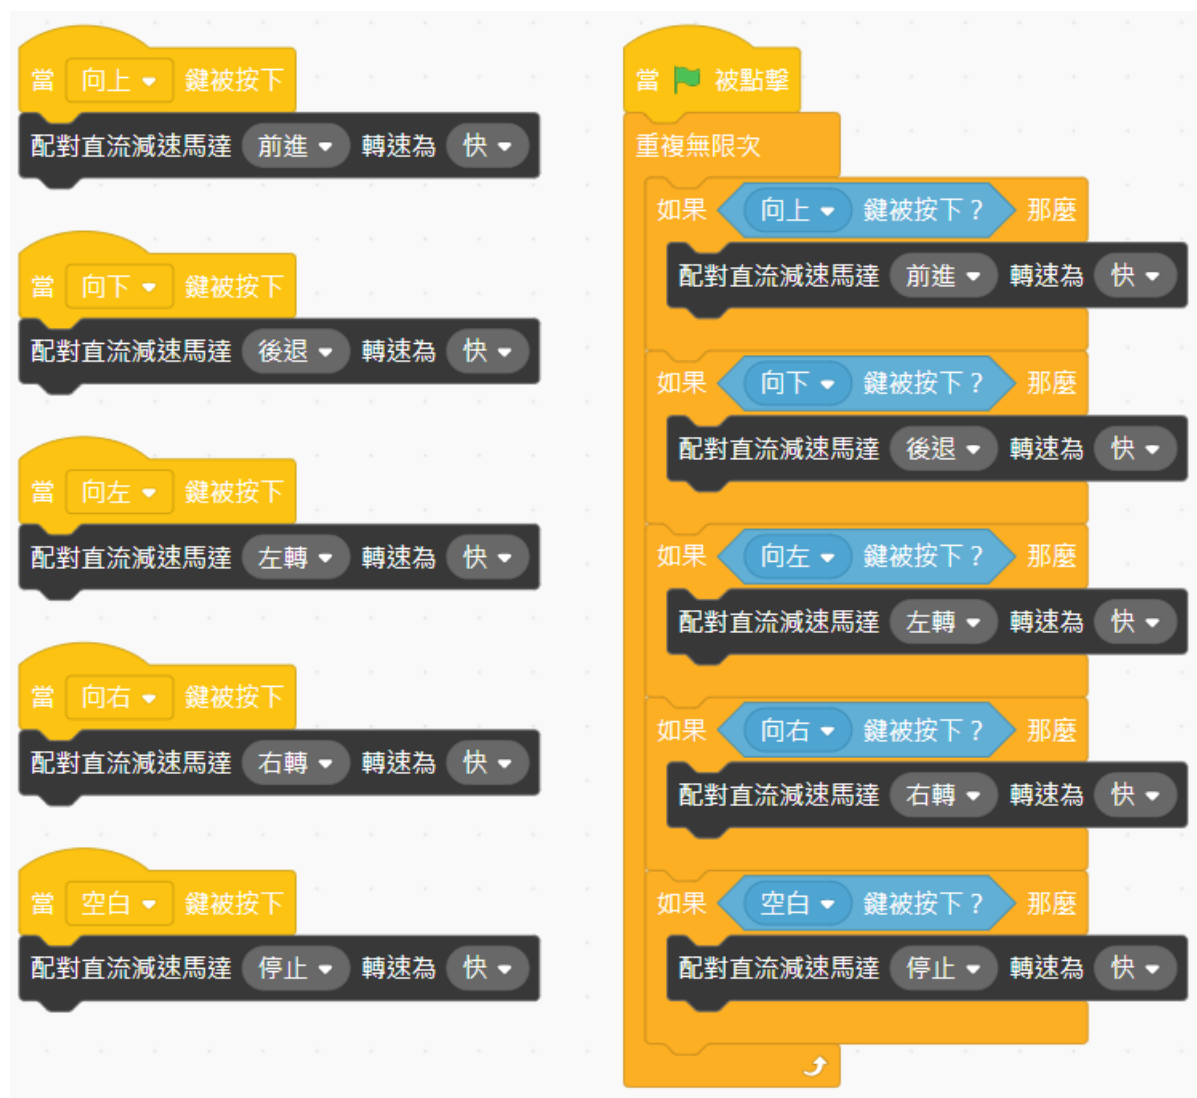 當 向上 鍵被按下
配對直流減速馬達 前進 轉速為 快
當 向下 鍵被按下
配對直流減速馬達 後退 轉速為 快
當 向左 鍵被按下
配對直流減速馬達 左轉 轉速為 快
當 向右 鍵被按下
配對直流減速馬達 右轉 轉速為 快
當 空白 鍵被按下
配對直流減速馬達 停止 轉速為 快
當 被點擊
重複無限次
如果 向上 鍵被按下？ 那麼
配對直流減速馬達 前進 轉速為 快
如果 向下 鍵被按下？ 那麼
配對直流減速馬達 後退 轉速為 快
如果 向左 鍵被按下？ 那麼
配對直流減速馬達 左轉 轉速為 快
如果 向右 鍵被按下？ 那麼
配對直流減速馬達 右轉 轉速為 快
如果 空白 鍵被按下？ 那麼
配對直流減速馬達 停止 轉速為 快